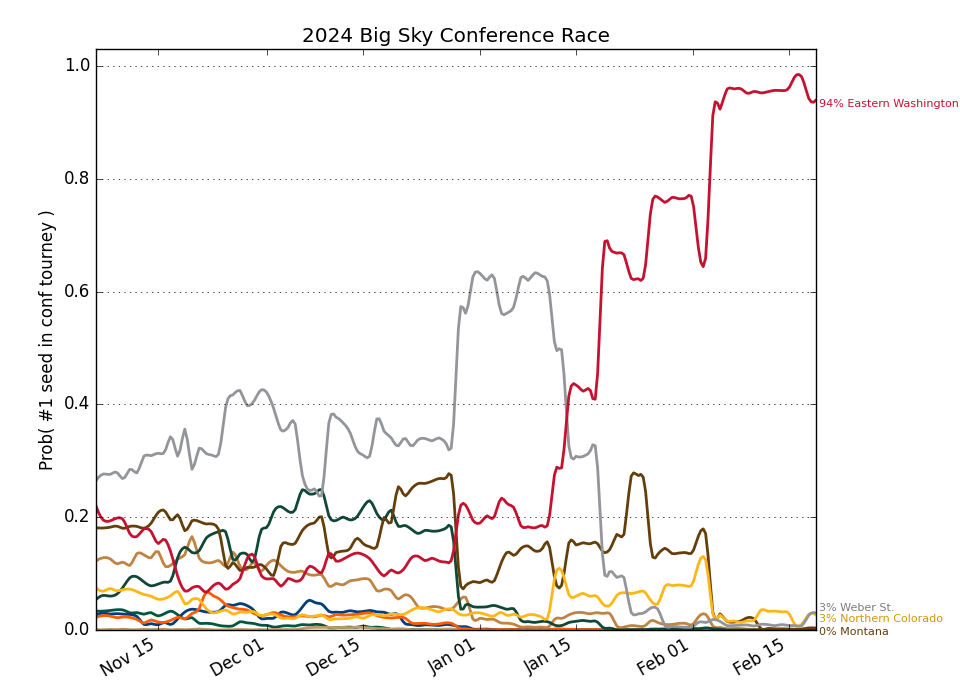 2024 Big Sky Conference Race
Prob( #1 seed in conf tourney )
1.0
0.8
0.6
0.4
0.2
0.0
Nov 15
Dec 01
Dec 15
Jan 01
Jan 15
Feb 01
Feb 15
94% Eastern Washington
3% Weber St.
3% Northern Colorado
0% Montana